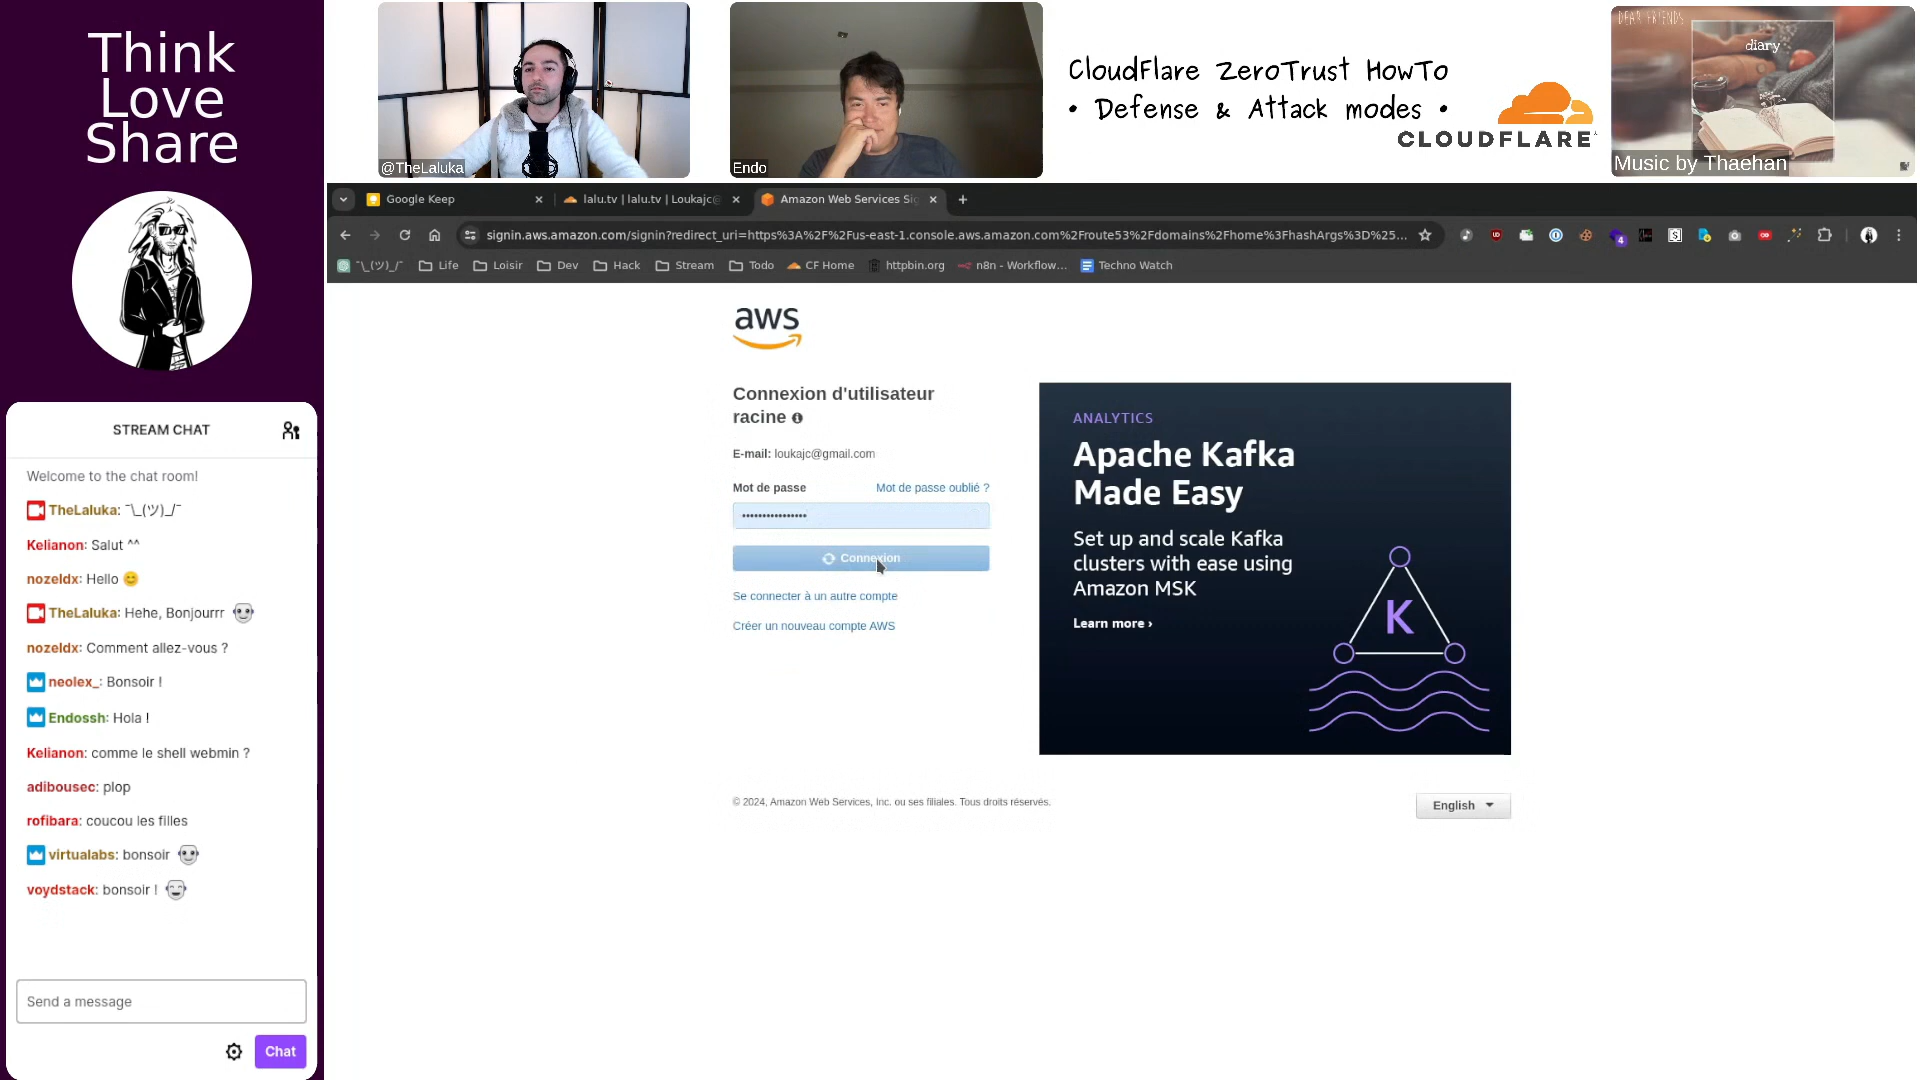 Think
Love
Share
@TheLaluka
Endo
CloudFlare ZeroTrust HowTo
• Defense & Attack modes •
CLOUDFLARE
DEAR FRIENDS
diary
Music by Thaehan
Google Keep
lalu.tv | lalu.tv | Loukajc@
Amazon Web Services Sig
signin.aws.amazon.com/signin?redirect_uri=https%3A%2F%2Fus-east-1.console.aws.amazon.com%2Froute53%2Fdomains%2Fhome%3FhashArgs%3D%25...
¯\_(ツ)_/¯
Life
Loisir
Dev
Hack
Stream
Todo
CF Home
httpbin.org
n8n - Workflow...
Techno Watch
aws
Connexion d'utilisateur
racine
E-mail: loukajc@gmail.com
Mot de passe
Mot de passe oublié ?
••••••••••••••••
Connexion
Se connecter à un autre compte
Créer un nouveau compte AWS
ANALYTICS
Apache Kafka
Made Easy
Set up and scale Kafka
clusters with ease using
Amazon MSK
Learn more ›
K
© 2024, Amazon Web Services, Inc. ou ses filiales. Tous droits réservés.
English
STREAM CHAT
Welcome to the chat room!
TheLaluka: ¯\_(ツ)_/¯
Kelianon: Salut ^^
nozeldx: Hello 😊
TheLaluka: Hehe, Bonjourrr
nozeldx: Comment allez-vous ?
neolex_: Bonsoir !
Endossh: Hola !
Kelianon: comme le shell webmin ?
adibousec: plop
rofibara: coucou les filles
virtualabs: bonsoir
voydstack: bonsoir !
Send a message
Chat